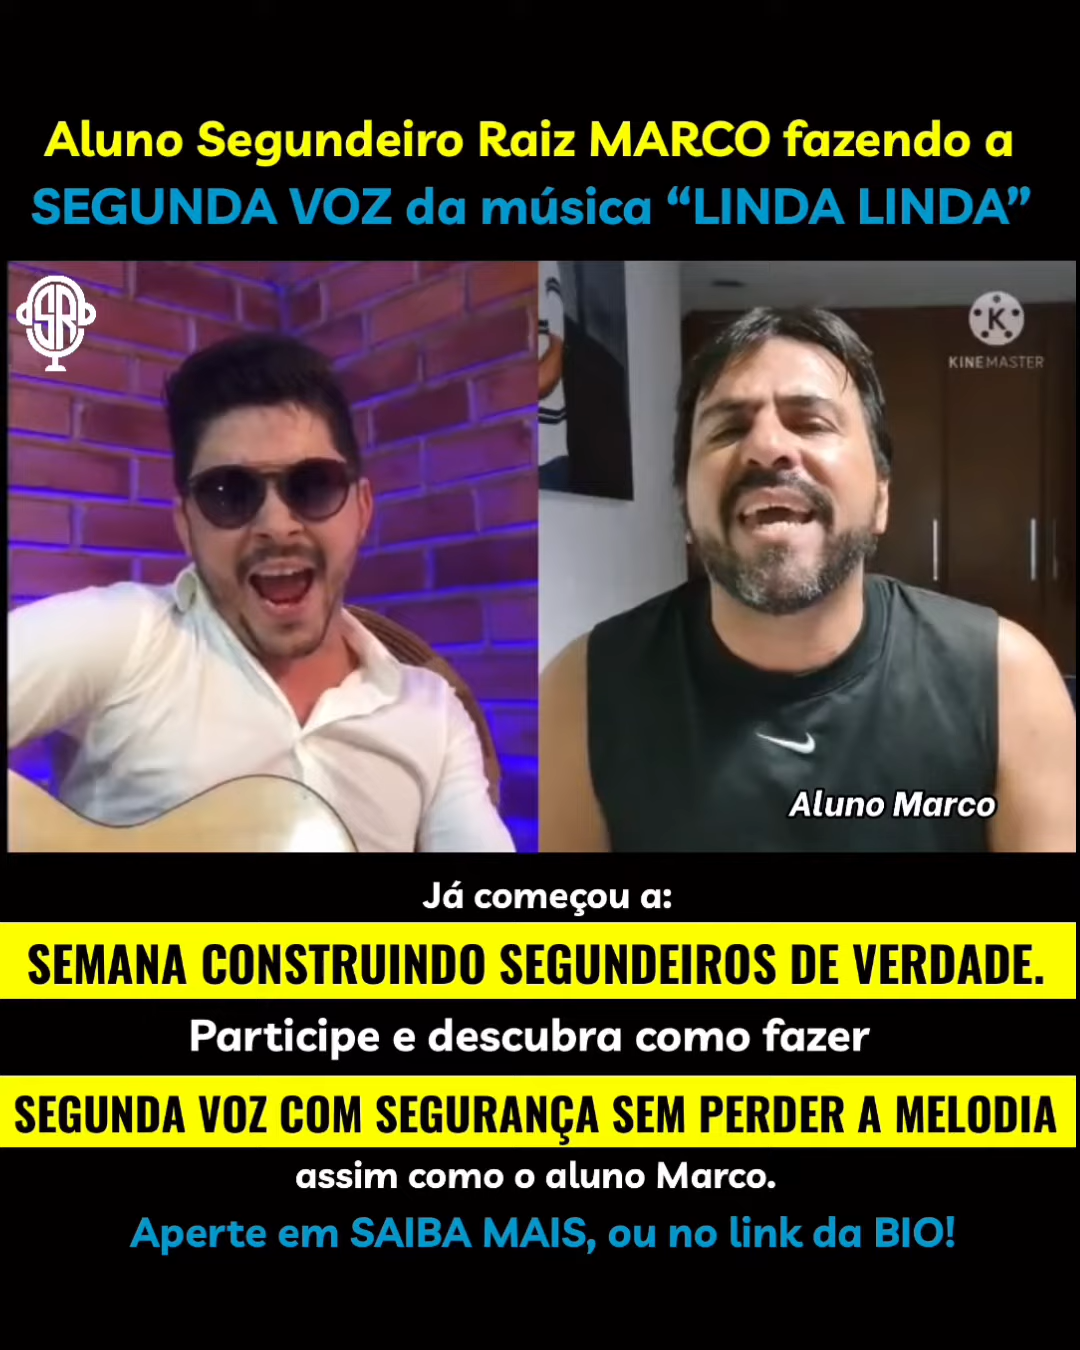 Aluno Segundeiro Raiz MARCO fazendo a
SEGUNDA VOZ da música “LINDA LINDA”
SR
K
KINEMASTER
Aluno Marco
Já começou a:
SEMANA CONSTRUINDO SEGUNDEIROS DE VERDADE.
Participe e descubra como fazer
SEGUNDA VOZ COM SEGURANÇA SEM PERDER A MELODIA
assim como o aluno Marco.
Aperte em SAIBA MAIS, ou no link da BIO!